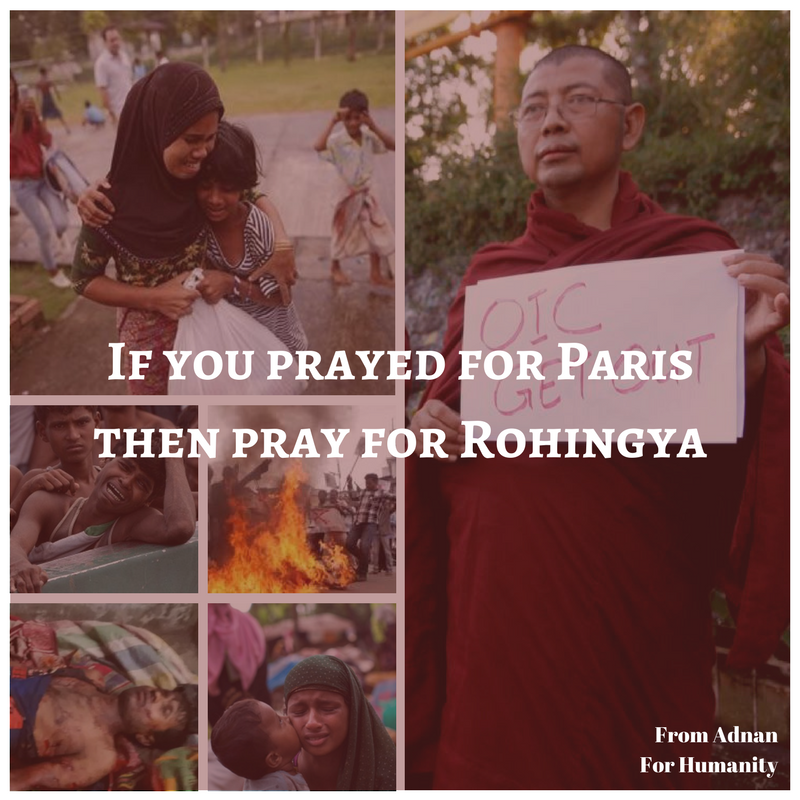 OIC
GET OUT
If you prayed for Paris
then pray for Rohingya
From Adnan
For Humanity